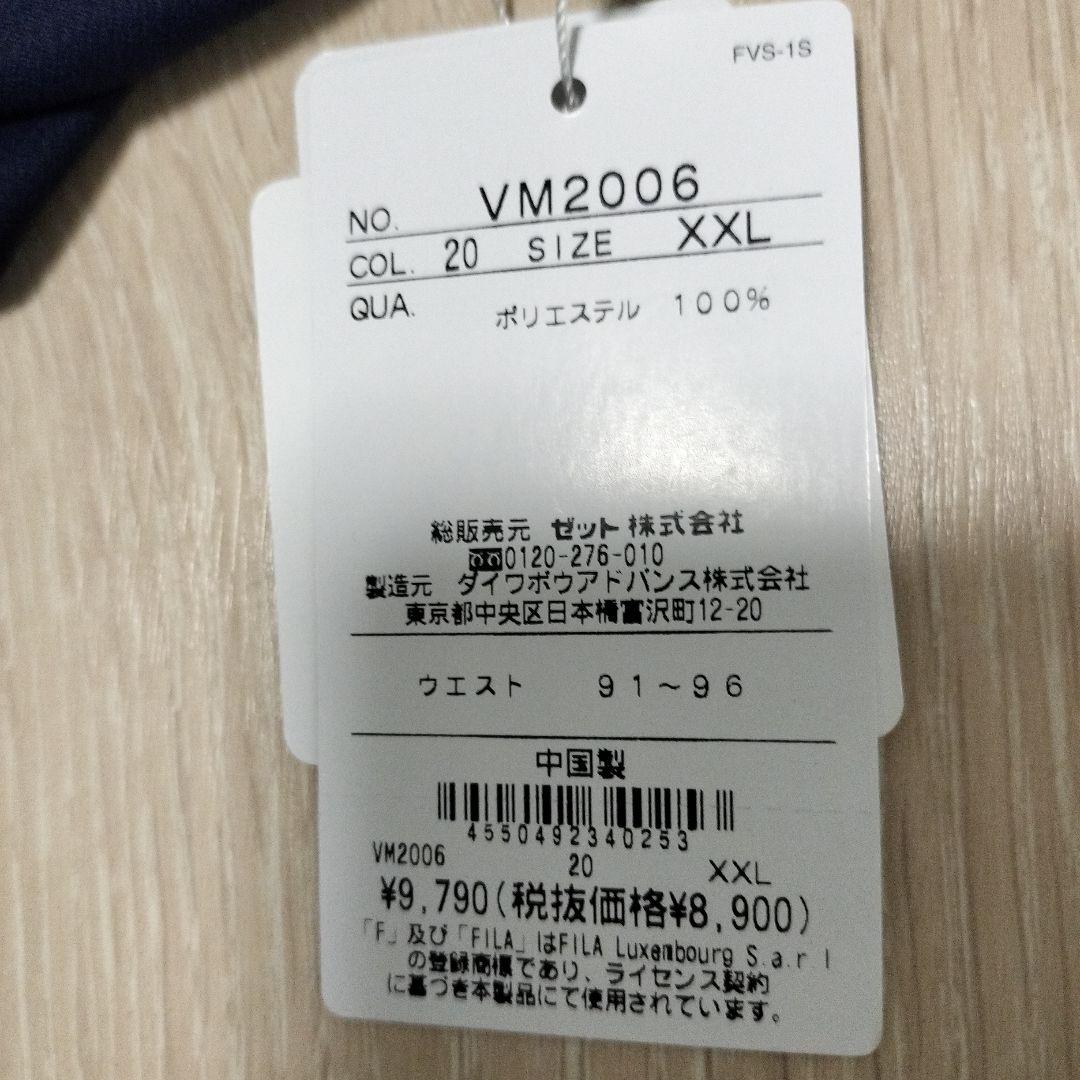 FVS-1S
NO. VM2006
COL. 20 SIZE XXL
QUA. ポリエステル 100%
総販売元 ゼット株式会社
0120-276-010
製造元 ダイワボウアドバンス株式会社
東京都中央区日本橋富沢町12-20
ウエスト 91~96
中国製
4550492340253
VM2006 20 XXL
¥9,790(税抜価格¥8,900)
「F」及び「FILA」はFILA Luxembourg S.a.r.l
の登録商標であり、ライセンス契約
に基づき本製品にて使用されています。